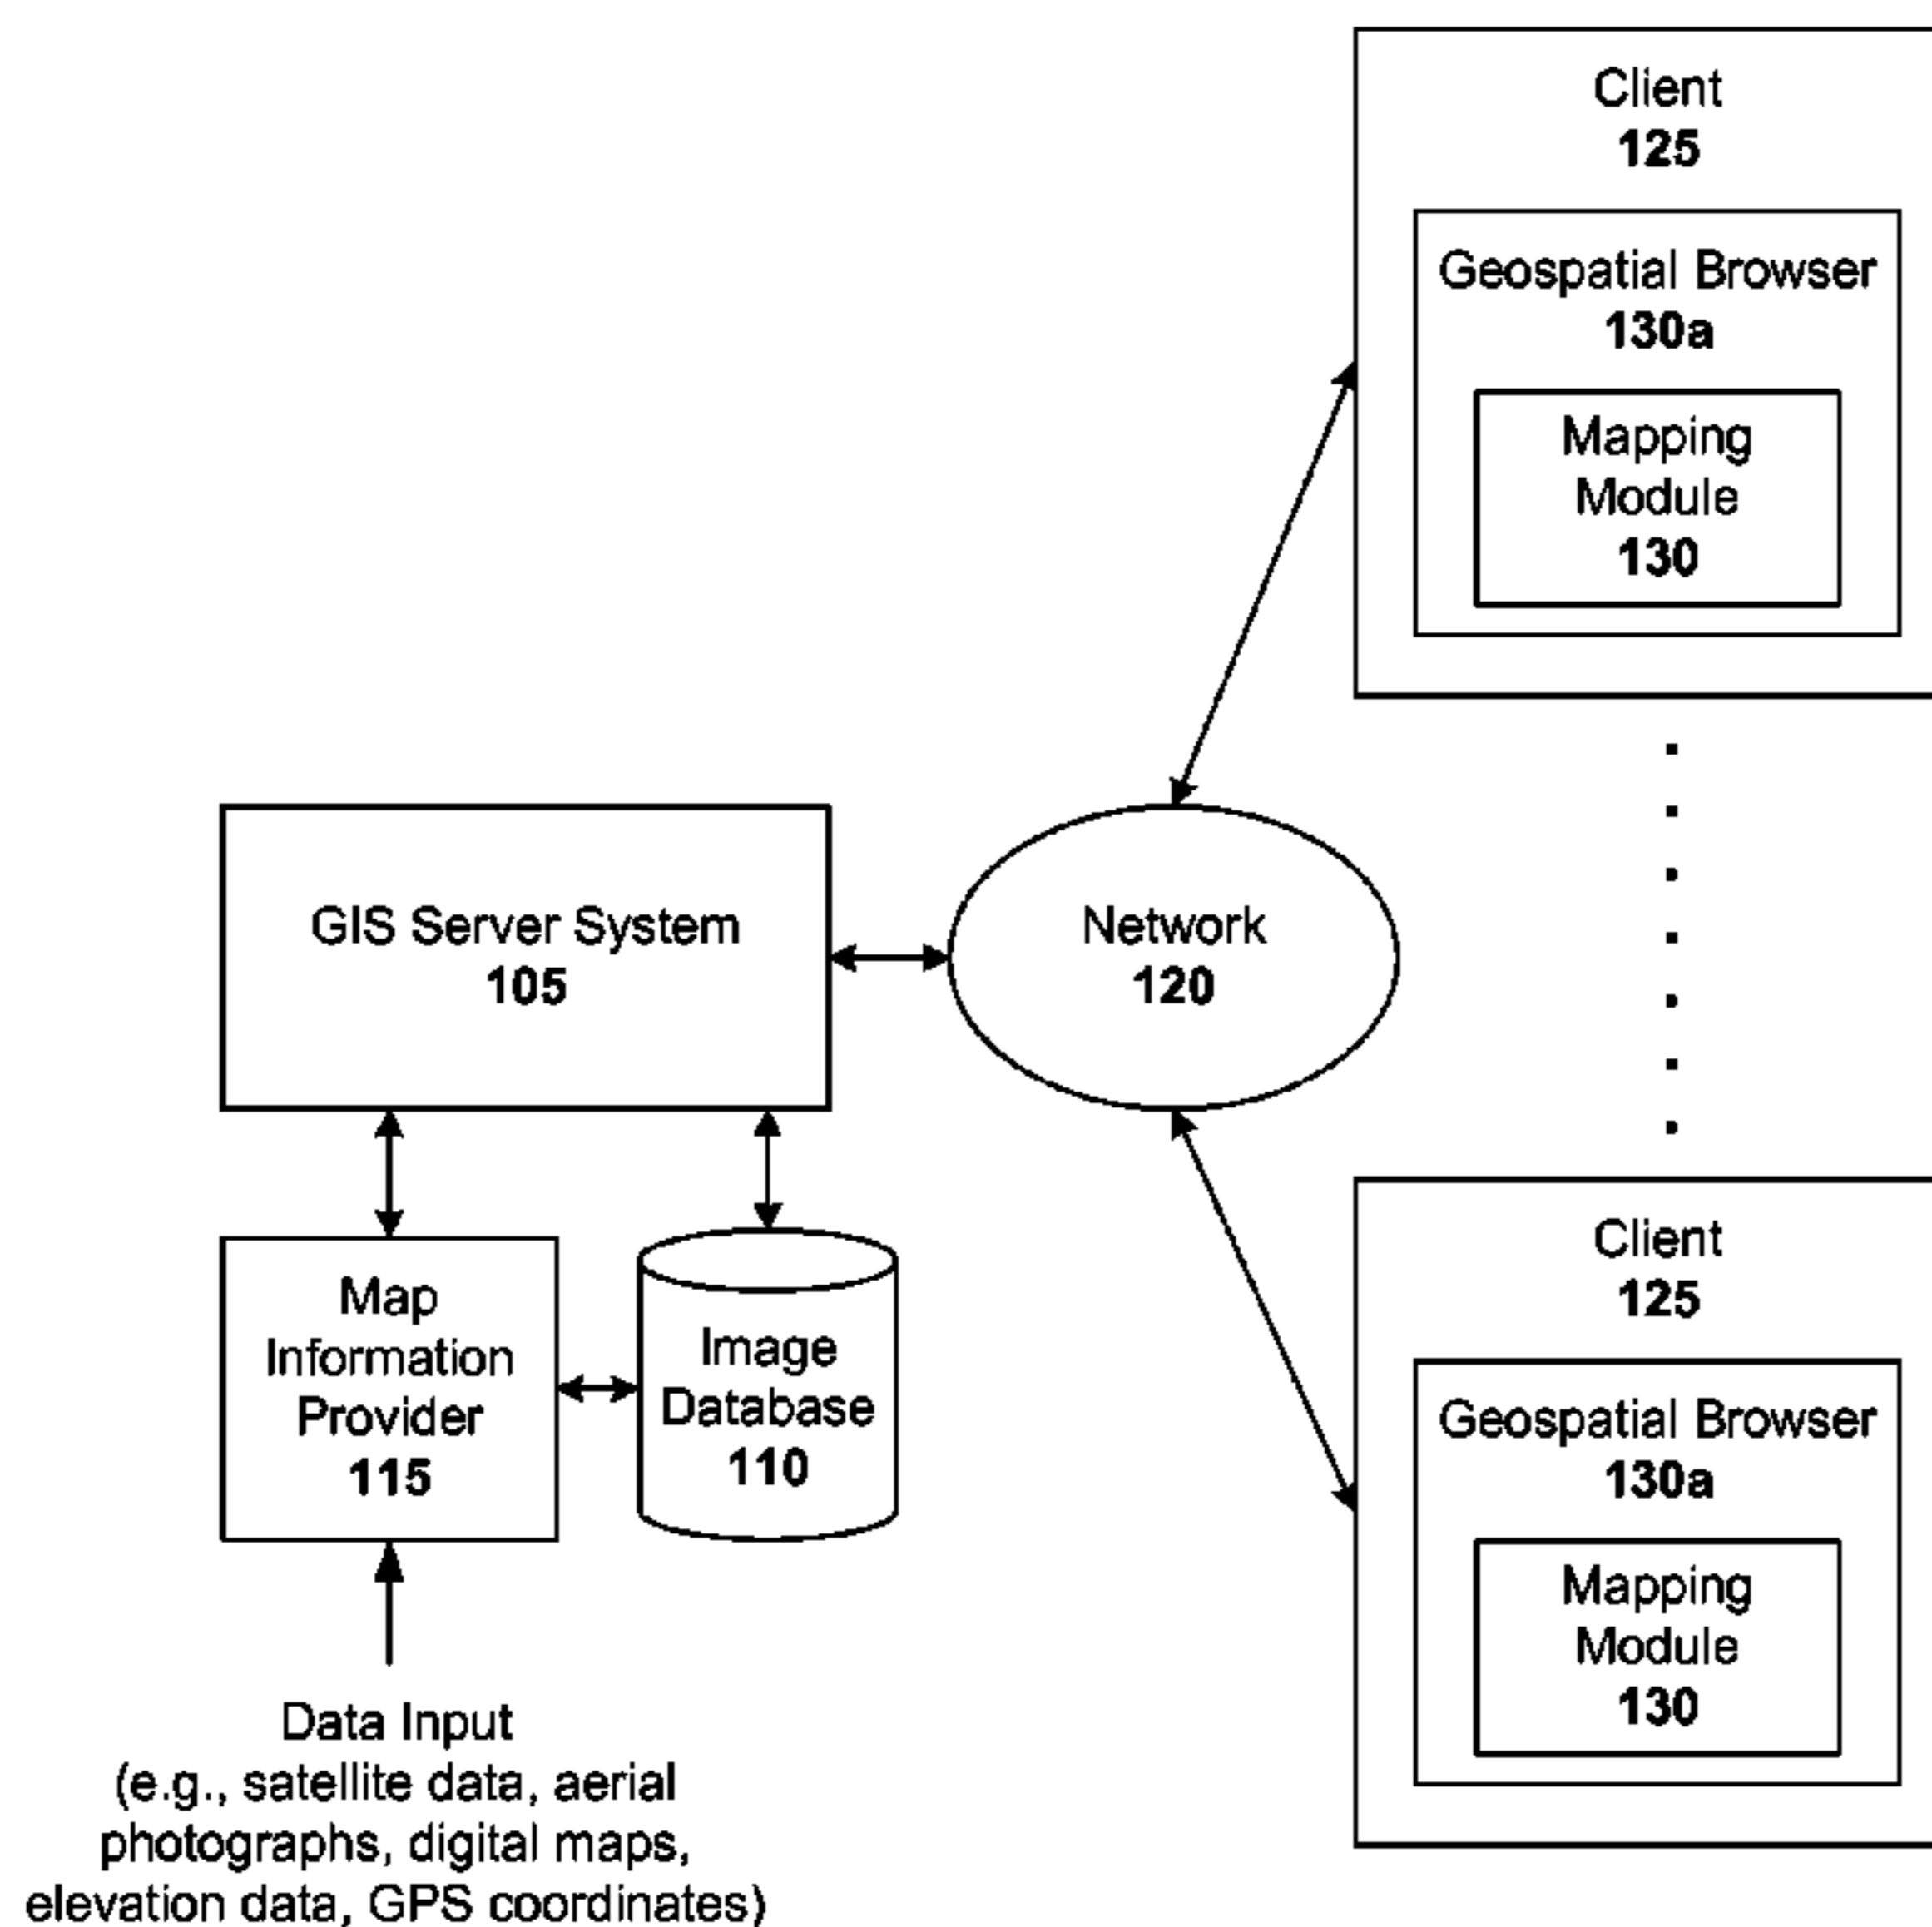 Client
125
Geospatial Browser
130a
Mapping
Module
130
GIS Server System
105
Network
120
Map
Information
Provider
115
Image
Database
110
Client
125
Geospatial Browser
130a
Mapping
Module
130
Data Input
(e.g., satellite data, aerial
photographs, digital maps,
elevation data, GPS coordinates)